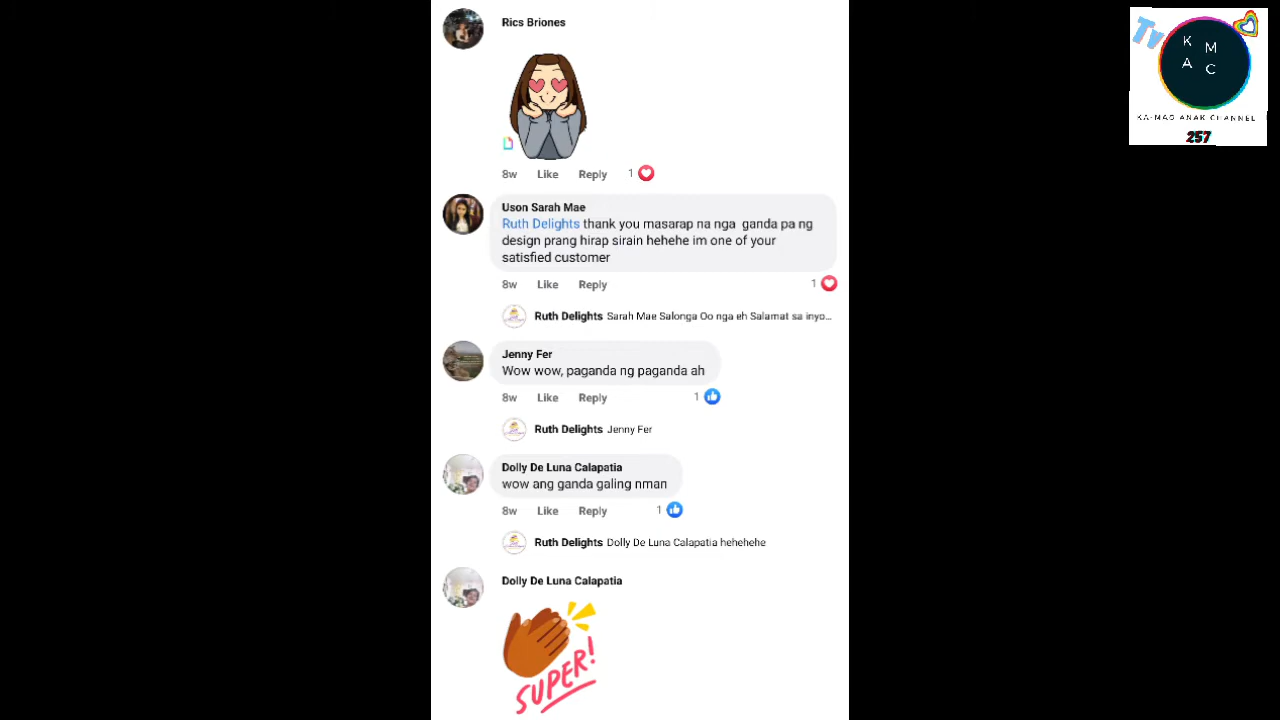 Rics Briones
8w Like Reply 1
Uson Sarah Mae
Ruth Delights thank you masarap na nga ganda pa ng
design prang hirap sirain hehehe im one of your
satisfied customer
8w Like Reply 1
Ruth Delights Sarah Mae Salonga Oo nga eh Salamat sa inyo...
Jenny Fer
Wow wow, paganda ng paganda ah
8w Like Reply 1
Ruth Delights Jenny Fer
Dolly De Luna Calapatia
wow ang ganda galing nman
8w Like Reply 1
Ruth Delights Dolly De Luna Calapatia hehehehe
Dolly De Luna Calapatia
SUPER!
Tv
K M
A C
KA-MAG ANAK CHANNEL
257